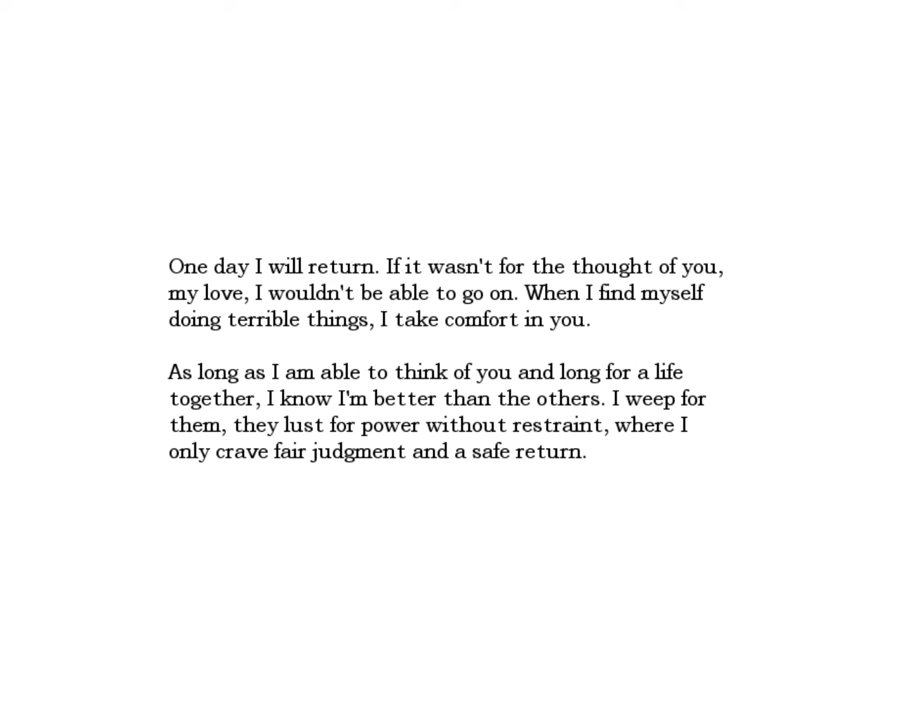 One day I will return. If it wasn't for the thought of you,
my love, I wouldn't be able to go on. When I find myself
doing terrible things, I take comfort in you.
As long as I am able to think of you and long for a life
together, I know I'm better than the others. I weep for
them, they lust for power without restraint, where I
only crave fair judgment and a safe return.